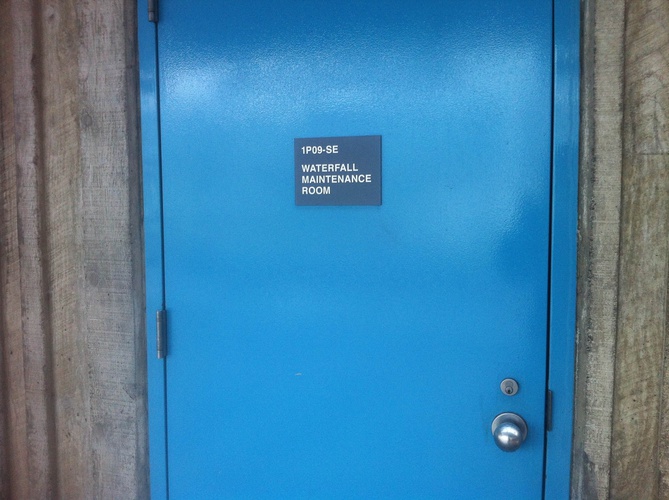 1P09-SE
WATERFALL
MAINTENANCE
ROOM